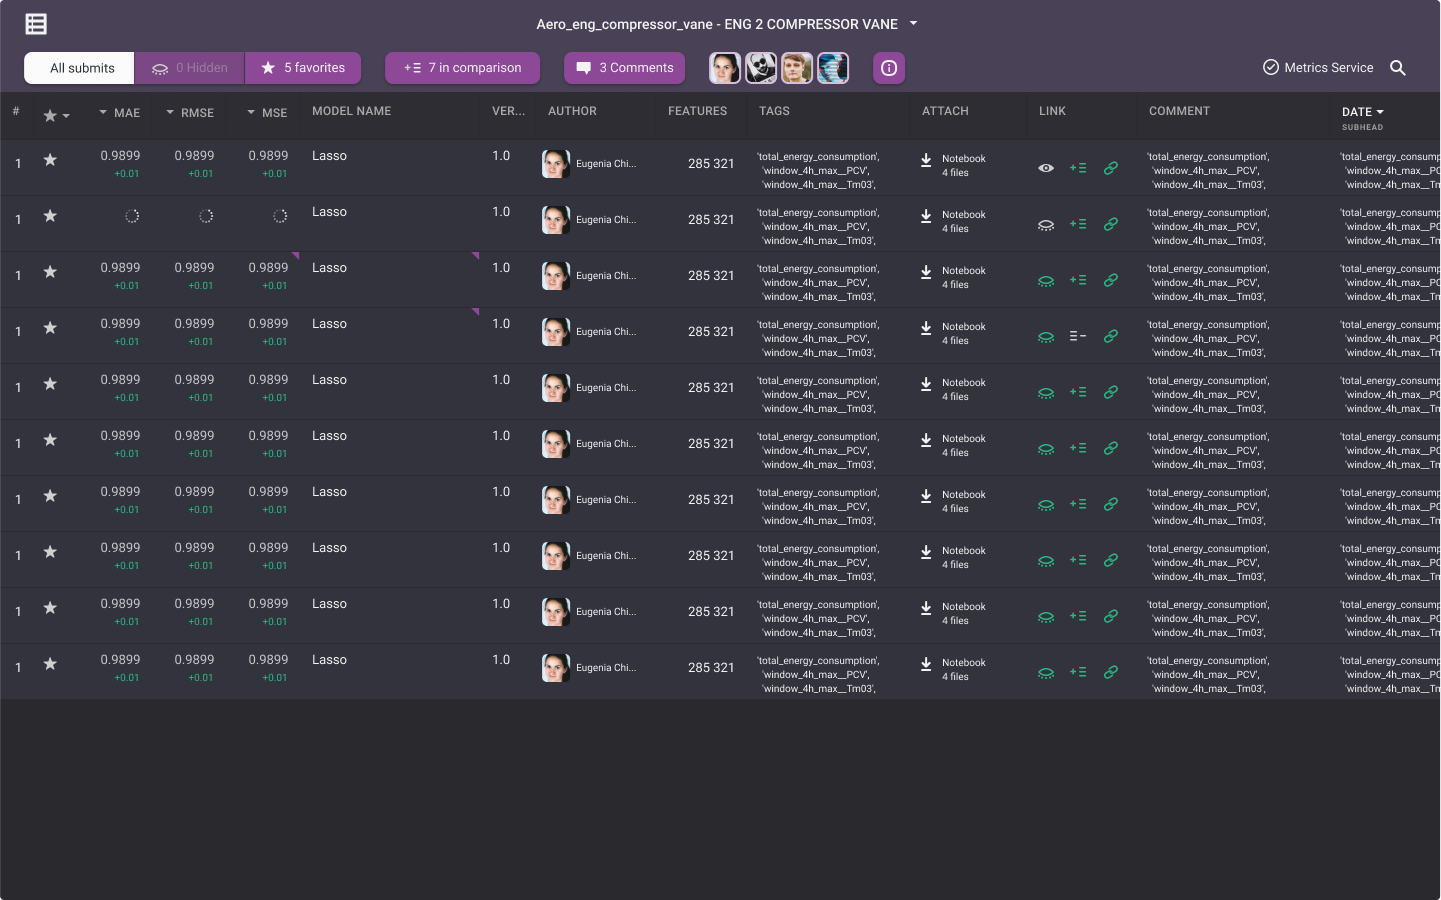 Aero_eng_compressor_vane - ENG 2 COMPRESSOR VANE
All submits 0 Hidden 5 favorites 7 in comparison 3 Comments Metrics Service
# MAE RMSE MSE MODEL NAME VER... AUTHOR FEATURES TAGS ATTACH LINK COMMENT DATE
SUBHEAD
1 0.9899 0.9899 0.9899 Lasso 1.0 Eugenia Chi... 285 321 'total_energy_consumption', Notebook 'total_energy_consumption', 'total_energy_consump
+0.01 +0.01 +0.01 'window_4h_max__PCV', 4 files 'window_4h_max__PCV', 'window_4h_max__PC
'window_4h_max__Tm03', 'window_4h_max__Tm03', 'window_4h_max__Tn
1 Lasso 1.0 Eugenia Chi... 285 321 'total_energy_consumption', Notebook 'total_energy_consumption', 'total_energy_consump
'window_4h_max__PCV', 4 files 'window_4h_max__PCV', 'window_4h_max__PC
'window_4h_max__Tm03', 'window_4h_max__Tm03', 'window_4h_max__Tn
1 0.9899 0.9899 0.9899 Lasso 1.0 Eugenia Chi... 285 321 'total_energy_consumption', Notebook 'total_energy_consumption', 'total_energy_consump
+0.01 +0.01 +0.01 'window_4h_max__PCV', 4 files 'window_4h_max__PCV', 'window_4h_max__PC
'window_4h_max__Tm03', 'window_4h_max__Tm03', 'window_4h_max__Tn
1 0.9899 0.9899 0.9899 Lasso 1.0 Eugenia Chi... 285 321 'total_energy_consumption', Notebook 'total_energy_consumption', 'total_energy_consump
+0.01 +0.01 +0.01 'window_4h_max__PCV', 4 files 'window_4h_max__PCV', 'window_4h_max__PC
'window_4h_max__Tm03', 'window_4h_max__Tm03', 'window_4h_max__Tn
1 0.9899 0.9899 0.9899 Lasso 1.0 Eugenia Chi... 285 321 'total_energy_consumption', Notebook 'total_energy_consumption', 'total_energy_consump
+0.01 +0.01 +0.01 'window_4h_max__PCV', 4 files 'window_4h_max__PCV', 'window_4h_max__PC
'window_4h_max__Tm03', 'window_4h_max__Tm03', 'window_4h_max__Tn
1 0.9899 0.9899 0.9899 Lasso 1.0 Eugenia Chi... 285 321 'total_energy_consumption', Notebook 'total_energy_consumption', 'total_energy_consump
+0.01 +0.01 +0.01 'window_4h_max__PCV', 4 files 'window_4h_max__PCV', 'window_4h_max__PC
'window_4h_max__Tm03', 'window_4h_max__Tm03', 'window_4h_max__Tn
1 0.9899 0.9899 0.9899 Lasso 1.0 Eugenia Chi... 285 321 'total_energy_consumption', Notebook 'total_energy_consumption', 'total_energy_consump
+0.01 +0.01 +0.01 'window_4h_max__PCV', 4 files 'window_4h_max__PCV', 'window_4h_max__PC
'window_4h_max__Tm03', 'window_4h_max__Tm03', 'window_4h_max__Tn
1 0.9899 0.9899 0.9899 Lasso 1.0 Eugenia Chi... 285 321 'total_energy_consumption', Notebook 'total_energy_consumption', 'total_energy_consump
+0.01 +0.01 +0.01 'window_4h_max__PCV', 4 files 'window_4h_max__PCV', 'window_4h_max__PC
'window_4h_max__Tm03', 'window_4h_max__Tm03', 'window_4h_max__Tn
1 0.9899 0.9899 0.9899 Lasso 1.0 Eugenia Chi... 285 321 'total_energy_consumption', Notebook 'total_energy_consumption', 'total_energy_consump
+0.01 +0.01 +0.01 'window_4h_max__PCV', 4 files 'window_4h_max__PCV', 'window_4h_max__PC
'window_4h_max__Tm03', 'window_4h_max__Tm03', 'window_4h_max__Tn
1 0.9899 0.9899 0.9899 Lasso 1.0 Eugenia Chi... 285 321 'total_energy_consumption', Notebook 'total_energy_consumption', 'total_energy_consump
+0.01 +0.01 +0.01 'window_4h_max__PCV', 4 files 'window_4h_max__PCV', 'window_4h_max__PC
'window_4h_max__Tm03', 'window_4h_max__Tm03', 'window_4h_max__Tn